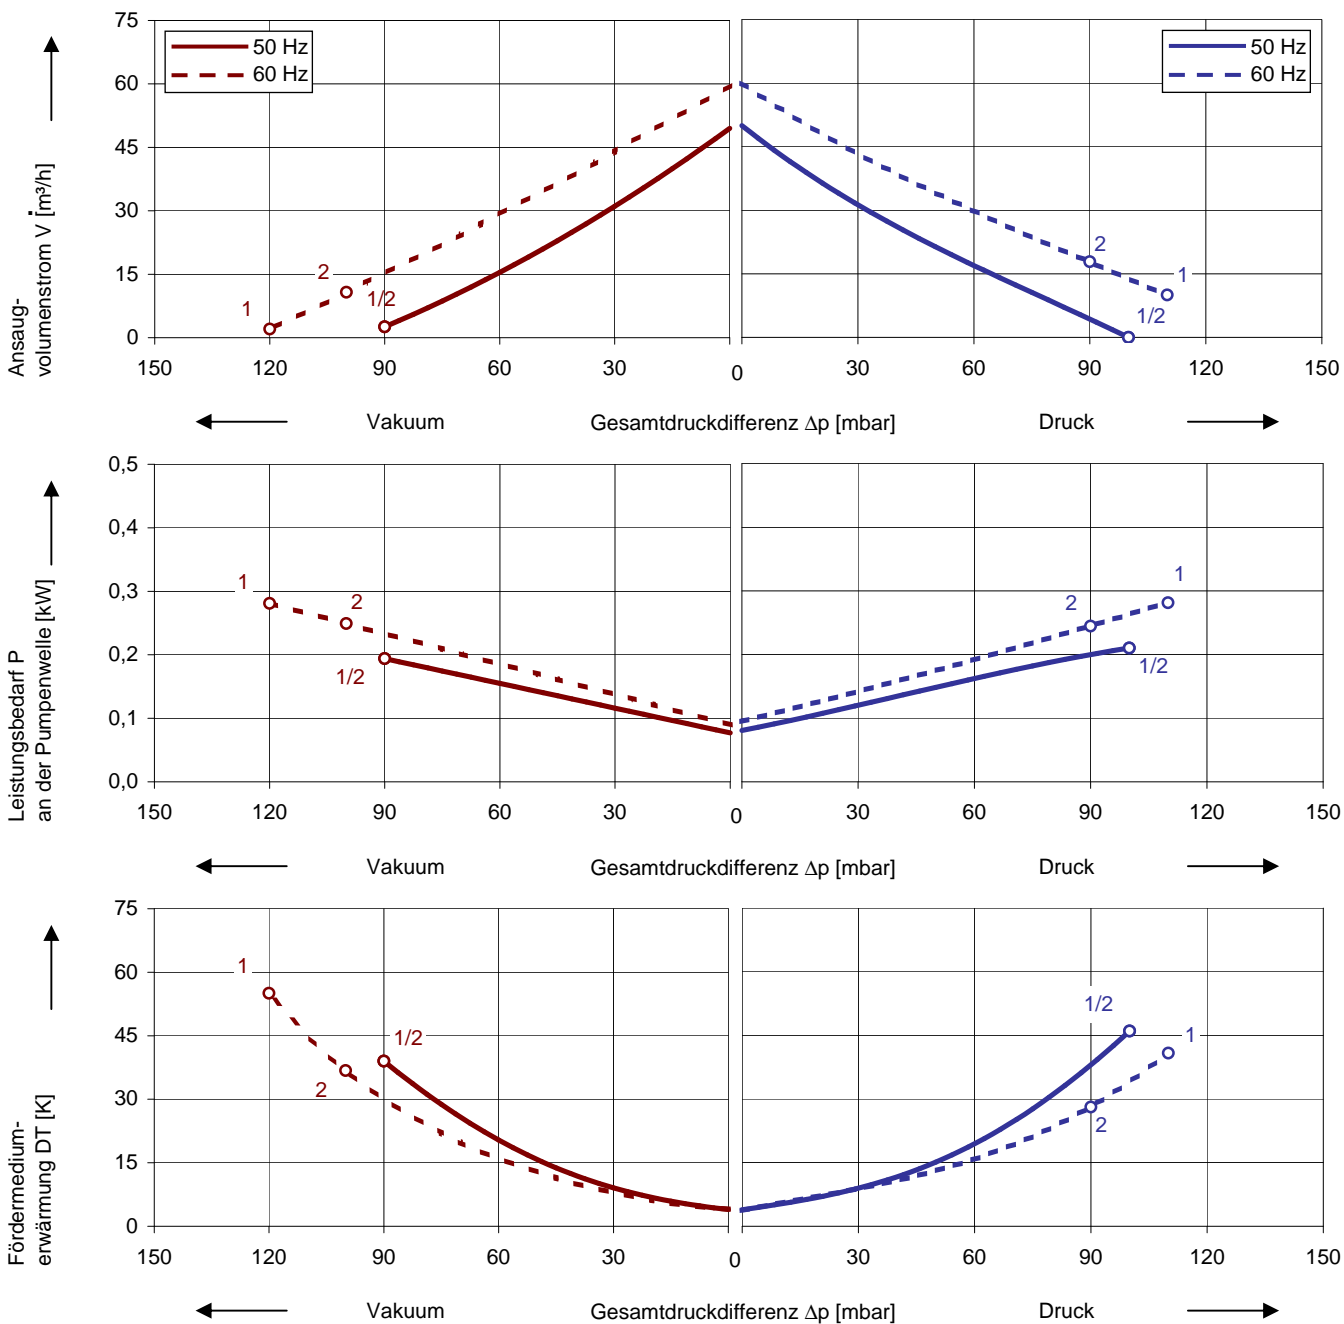 75
60
45
30
15
0
Ansaug-
volumenstrom V̇ [m³/h]
50 Hz
60 Hz
50 Hz
60 Hz
1
2
1/2
2
1
1/2
150 120 90 60 30 0 30 60 90 120 150
Vakuum Gesamtdruckdifferenz Δp [mbar] Druck
0,5
0,4
0,3
0,2
0,1
0,0
Leistungsbedarf P
an der Pumpenwelle [kW]
1
2
1/2
2
1
1/2
150 120 90 60 30 0 30 60 90 120 150
Vakuum Gesamtdruckdifferenz Δp [mbar] Druck
75
60
45
30
15
0
Fördermedium-
erwärmung DT [K]
1
2
1/2
1/2
1
2
150 120 90 60 30 0 30 60 90 120 150
Vakuum Gesamtdruckdifferenz Δp [mbar] Druck